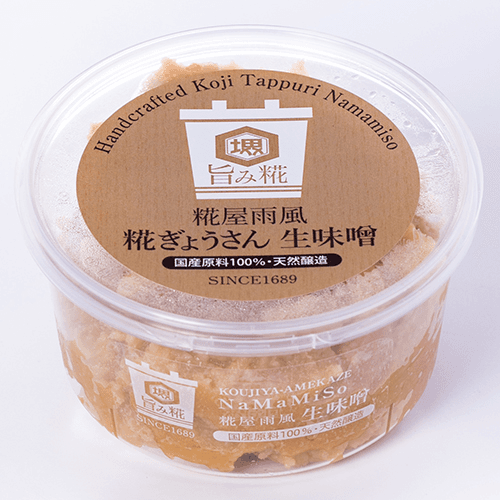 Handcrafted Koji Tappuri Namamiso
堺
旨み糀
糀屋雨風
糀ぎょうさん 生味噌
国産原料100%・天然醸造
SINCE1689
堺
旨み糀
SINCE1689
KOUJIYA-AMEKAZE
NaMaMiSo
糀屋雨風 生味噌
国産原料100%・天然醸造